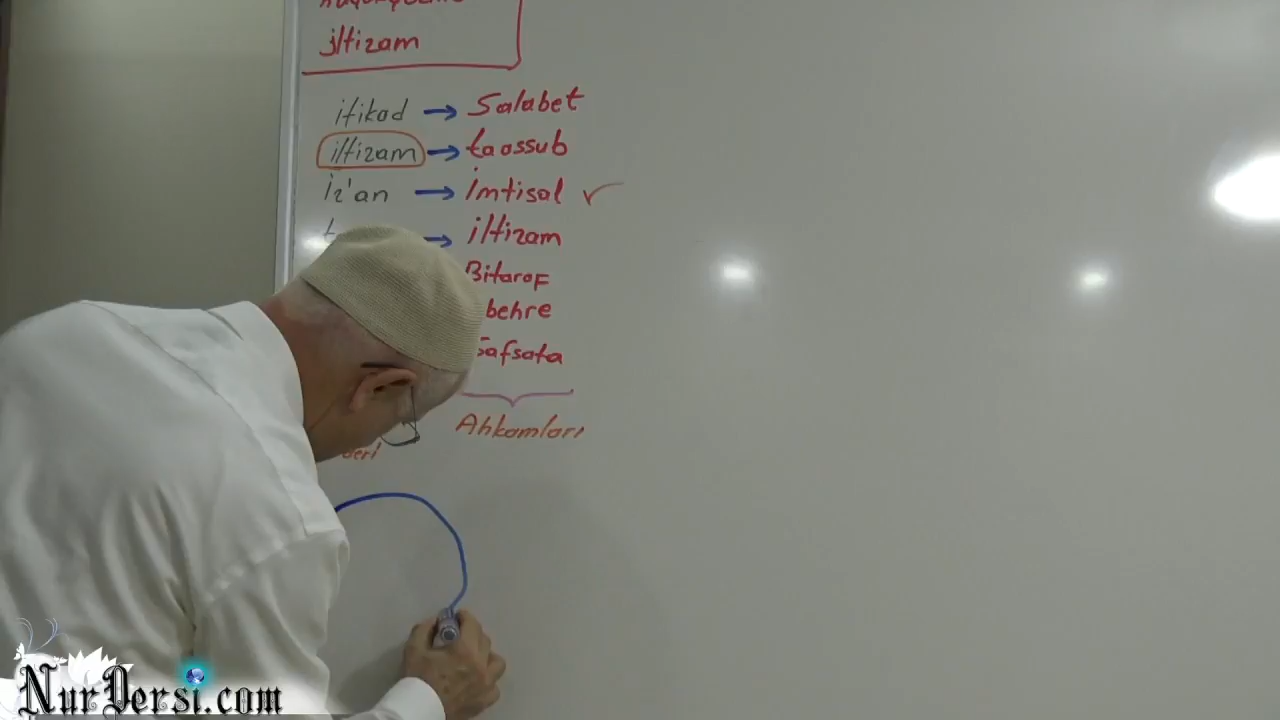 iltizam
itikad → Salabet
iltizam → taassub
İz'an → İmtisal ✓
→ iltizam
Bitaraf
behre
Safsata
Ahkamları
NurDersi.com